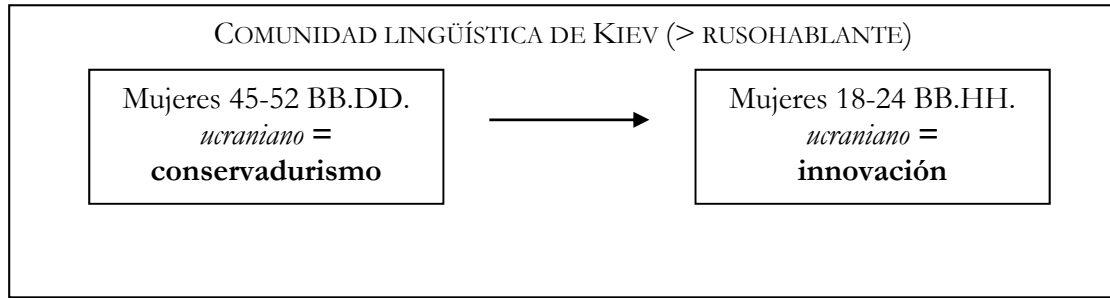 COMUNIDAD LINGÜÍSTICA DE KIEV (> RUSOHABLANTE)
Mujeres 45-52 BB.DD.
ucraniano =
conservadurismo
Mujeres 18-24 BB.HH.
ucraniano =
innovación